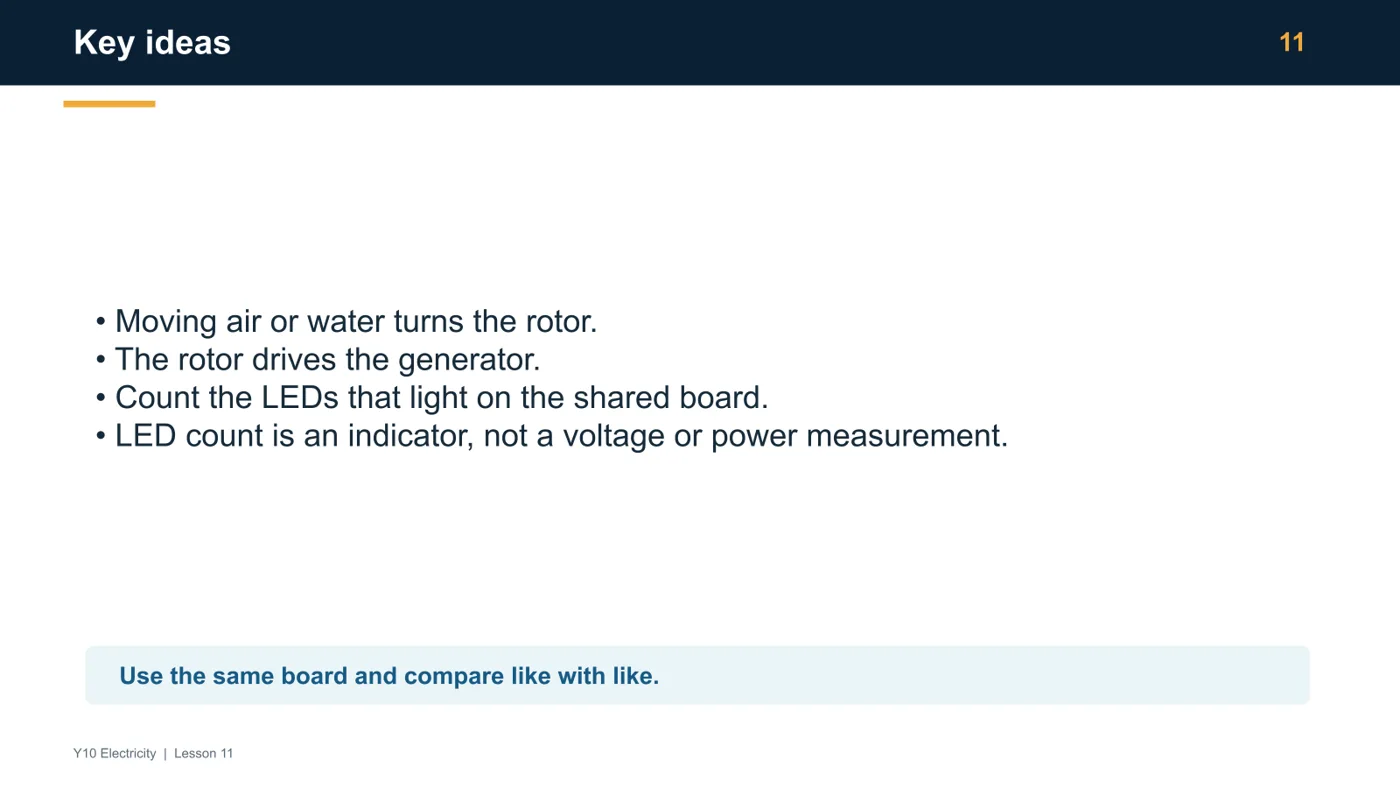 Key ideas
11
• Moving air or water turns the rotor.
• The rotor drives the generator.
• Count the LEDs that light on the shared board.
• LED count is an indicator, not a voltage or power measurement.
Use the same board and compare like with like.
Y10 Electricity | Lesson 11